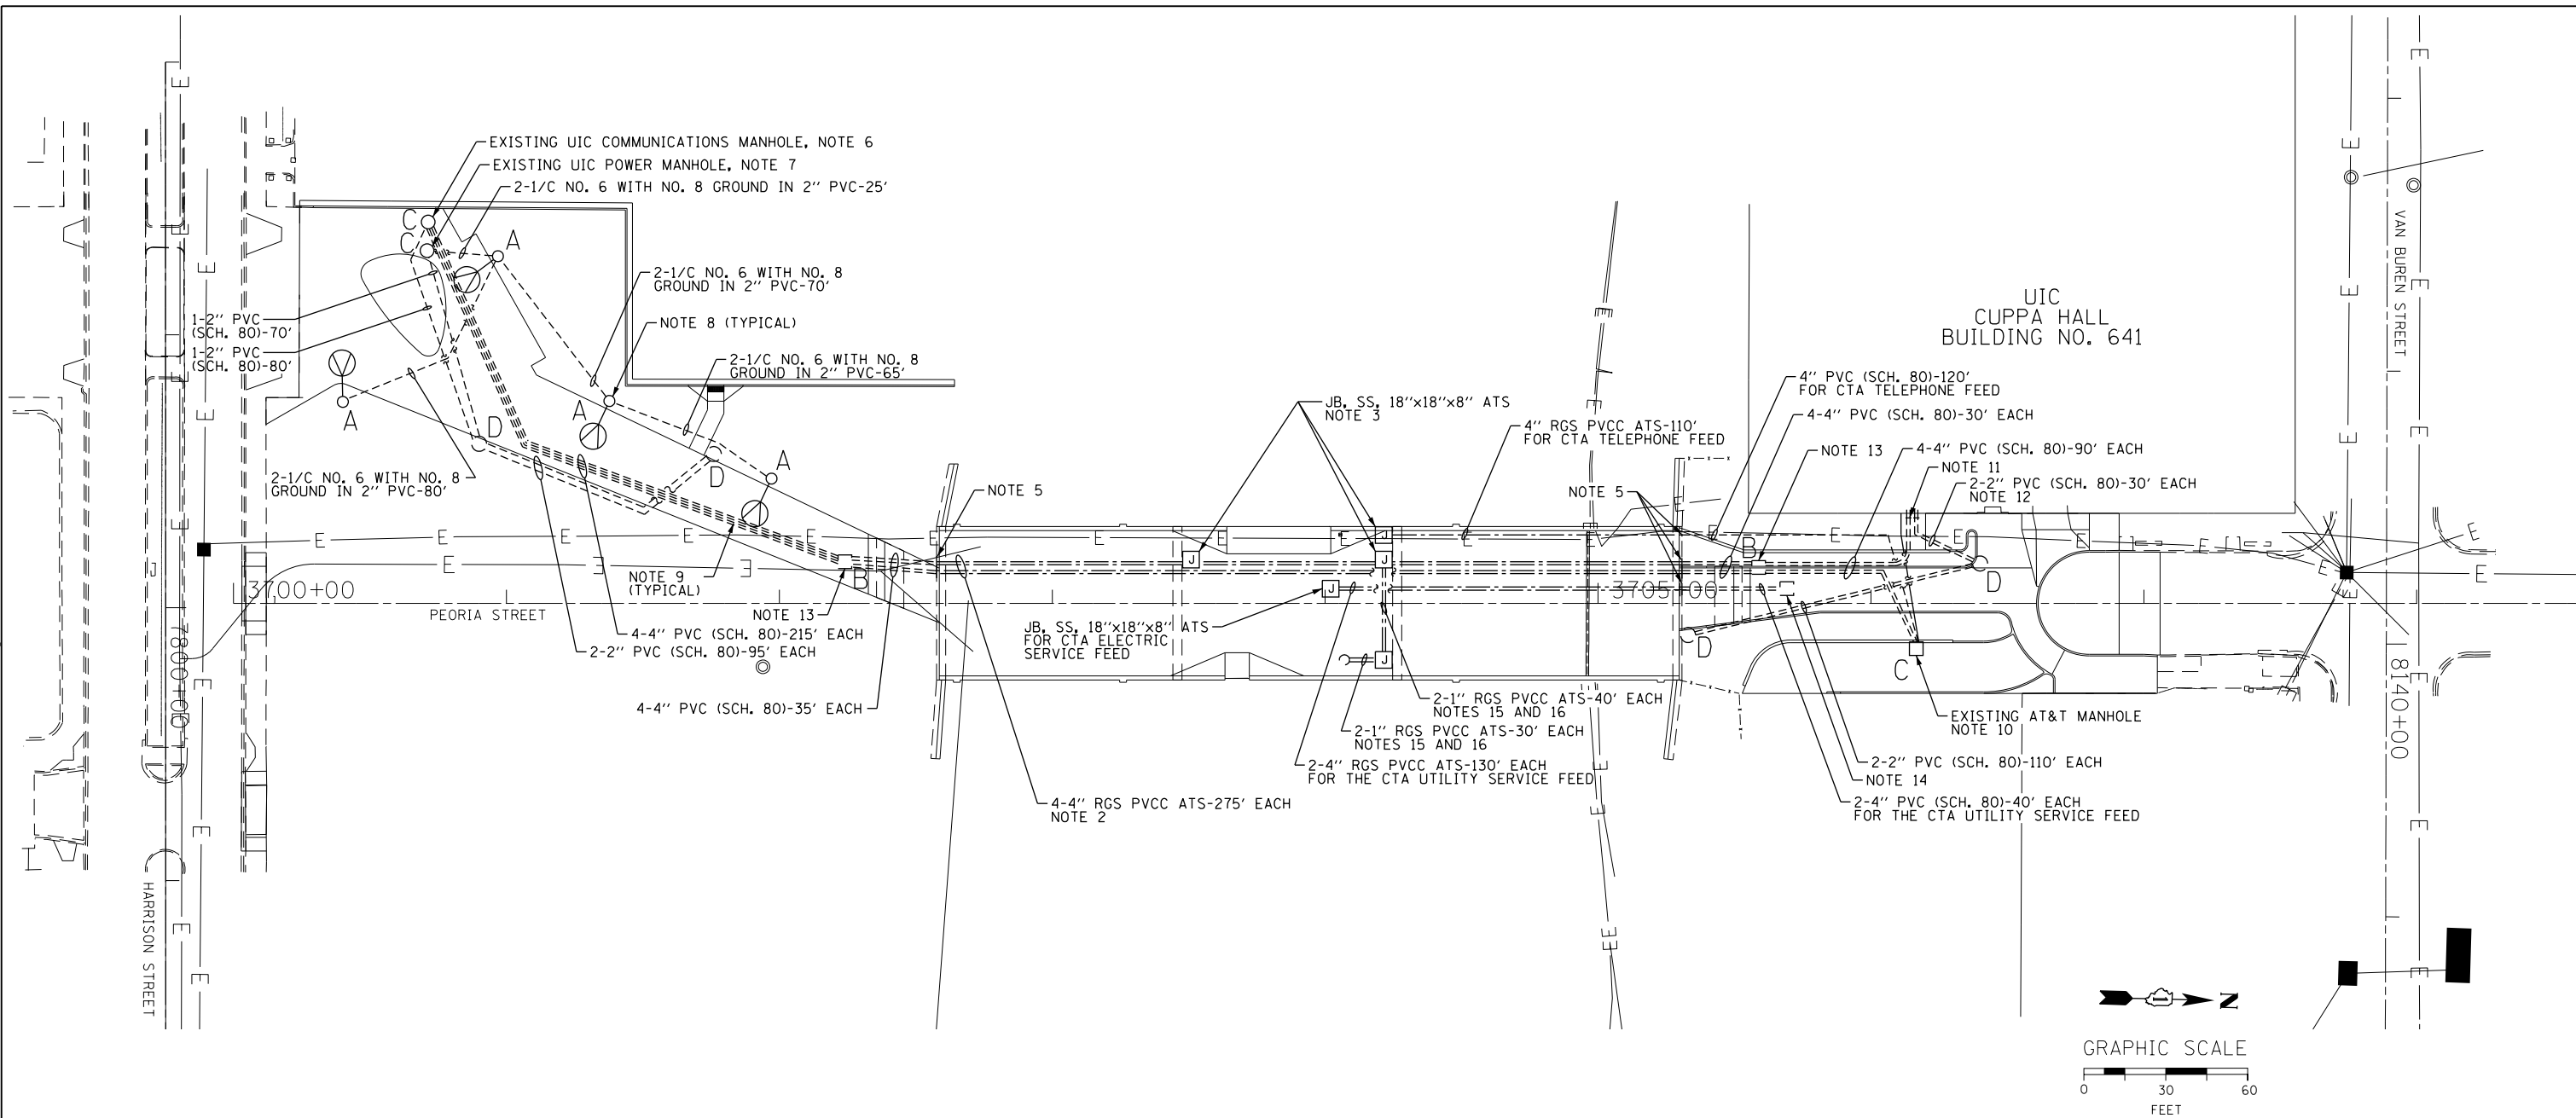 EXISTING UIC COMMUNICATIONS MANHOLE, NOTE 6
EXISTING UIC POWER MANHOLE, NOTE 7
2-1/C NO. 6 WITH NO. 8 GROUND IN 2" PVC-25'
C
C
A
2-1/C NO. 6 WITH NO. 8
GROUND IN 2" PVC-70'
NOTE 8 (TYPICAL)
2-1/C NO. 6 WITH NO. 8
GROUND IN 2" PVC-65'
1-2" PVC
(SCH. 80)-70'
1-2" PVC
(SCH. 80)-80'
A
A
D
D
A
2-1/C NO. 6 WITH NO. 8
GROUND IN 2" PVC-80'
NOTE 5
NOTE 9
(TYPICAL)
B
NOTE 13
3700+00
PEORIA STREET
4-4" PVC (SCH. 80)-215' EACH
2-2" PVC (SCH. 80)-95' EACH
4-4" PVC (SCH. 80)-35' EACH
7800+00
HARRISON STREET
JB, SS, 18"x18"x8" ATS
NOTE 3
4" RGS PVCC ATS-110'
FOR CTA TELEPHONE FEED
NOTE 5
J
J
J
J
J
JB, SS, 18"x18"x8" ATS
FOR CTA ELECTRIC
SERVICE FEED
3705+00
2-1" RGS PVCC ATS-40' EACH
NOTES 15 AND 16
2-1" RGS PVCC ATS-30' EACH
NOTES 15 AND 16
2-4" RGS PVCC ATS-130' EACH
FOR THE CTA UTILITY SERVICE FEED
4-4" RGS PVCC ATS-275' EACH
NOTE 2
UIC
CUPPA HALL
BUILDING NO. 641
4" PVC (SCH. 80)-120'
FOR CTA TELEPHONE FEED
4-4" PVC (SCH. 80)-30' EACH
NOTE 13
4-4" PVC (SCH. 80)-90' EACH
NOTE 11
2-2" PVC (SCH. 80)-30' EACH
NOTE 12
B
D
D
C
EXISTING AT&T MANHOLE
NOTE 10
2-2" PVC (SCH. 80)-110' EACH
NOTE 14
2-4" PVC (SCH. 80)-40' EACH
FOR THE CTA UTILITY SERVICE FEED
VAN BUREN STREET
8140+00
N
GRAPHIC SCALE
0 30 60
FEET